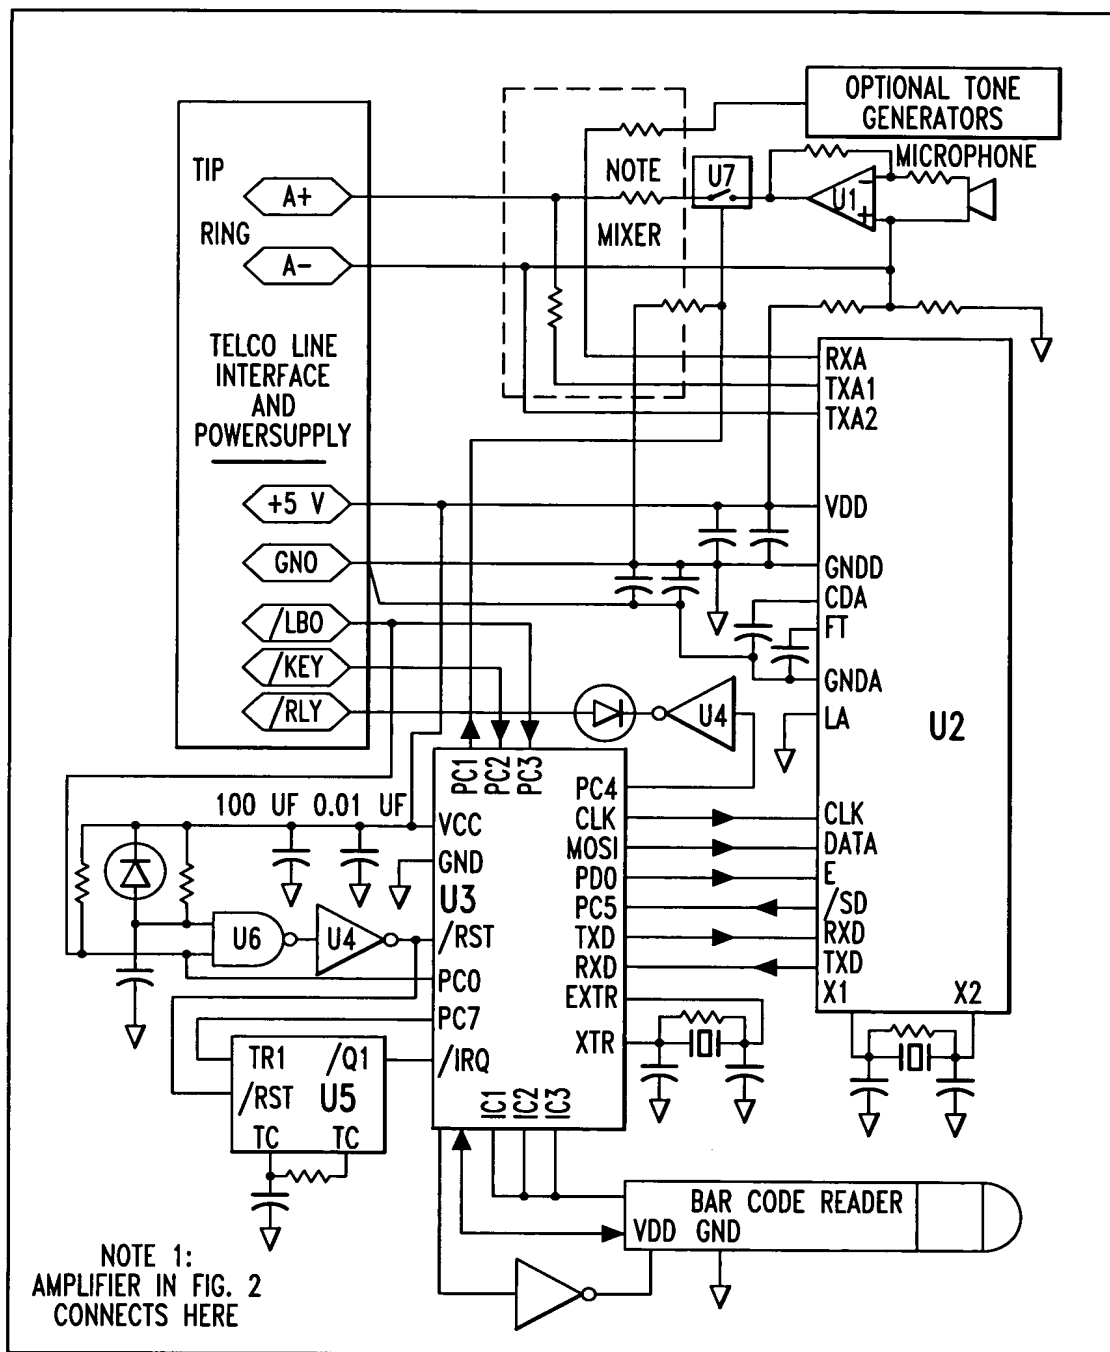 OPTIONAL TONE
GENERATORS
TIP
A+
RING
A-
NOTE
MIXER
U7
U1
-
+
MICROPHONE
TELCO LINE
INTERFACE
AND
POWERSUPPLY
+5 V
GNO
/LBO
/KEY
/RLY
RXA
TXA1
TXA2
VDD
GNDD
CDA
FT
GNDA
LA
U2
CLK
DATA
E
/SD
RXD
TXD
X1
X2
U4
PC1
PC2
PC3
PC4
CLK
MOSI
PD0
PC5
TXD
RXD
EXTR
XTR
100 UF 0.01 UF
VCC
GND
U3
/RST
PC0
PC7
/IRQ
IC1
IC2
IC3
U6
U4
TR1
/Q1
/RST
U5
TC
TC
BAR CODE READER
VDD GND
NOTE 1:
AMPLIFIER IN FIG. 2
CONNECTS HERE